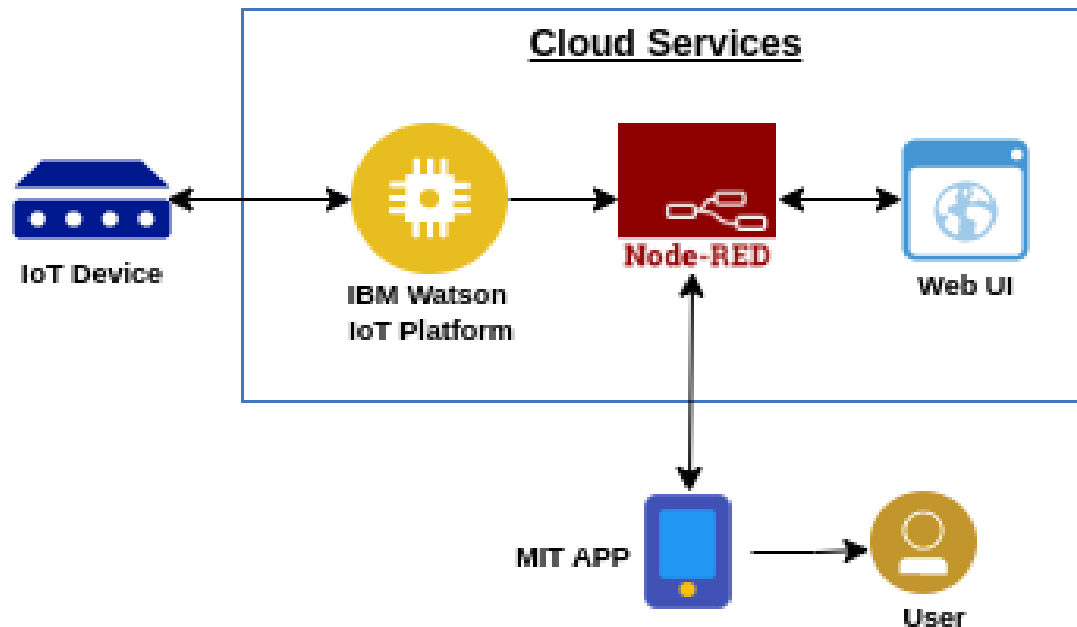 Cloud Services
IoT Device
IBM Watson
IoT Platform
Node-RED
Web UI
MIT APP
User